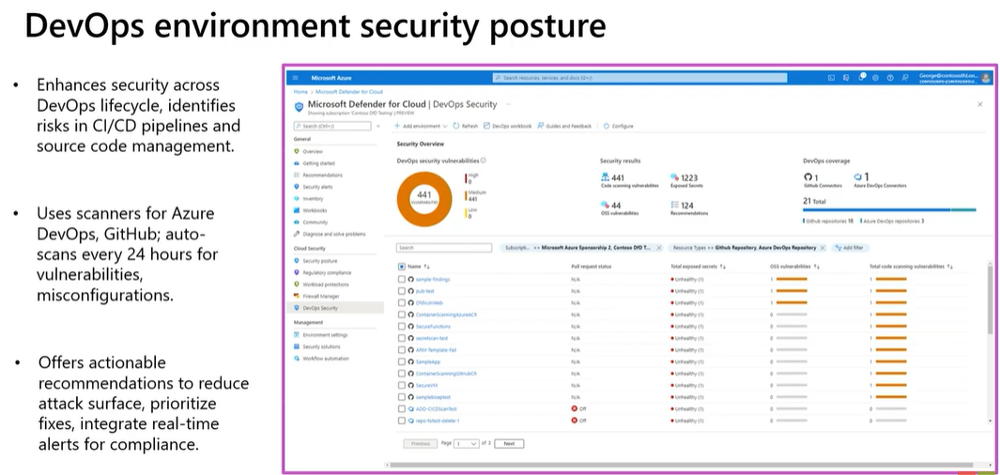 DevOps environment security posture
• Enhances security across
DevOps lifecycle, identifies
risks in CI/CD pipelines and
source code management.
• Uses scanners for Azure
DevOps, GitHub; auto-
scans every 24 hours for
vulnerabilities,
misconfigurations.
• Offers actionable
recommendations to reduce
attack surface, prioritize
fixes, integrate real-time
alerts for compliance.
Microsoft Azure
Search resources, services, and docs (G+/)
Home > Microsoft Defender for Cloud
Microsoft Defender for Cloud | DevOps Security
Showing subscription 'Contoso DfD Testing' | PREVIEW
Search (Ctrl+/)
Add environment
Refresh
DevOps workbook
Guides and Feedback
Configure
General
Overview
Getting started
Recommendations
Security alerts
Inventory
Workbooks
Community
Diagnose and solve problems
Cloud Security
Security posture
Regulatory compliance
Workload protections
Firewall Manager
DevOps Security
Management
Environment settings
Security solutions
Workflow automation
Security Overview
DevOps security vulnerabilities
441
VULNERABILITIES
High
0
Medium
441
Low
0
Security results
441
Code scanning vulnerabilities
1223
Exposed Secrets
44
OSS vulnerabilities
124
Recommendations
DevOps coverage
1
Github Connectors
1
Azure DevOps Connectors
21 Total
Github repositories 18
Azure DevOps repositories 3
Search
Subscripti... == Microsoft Azure Sponsorship 2, Contoso DfD T...
Resource Types == Github Repository, Azure DevOps Repository
Add filter
Name Pull request status Total exposed secrets OSS vulnerabilities Total code scanning vulnerabilities
sample-findings N/A Unhealthy (1) 1 1
pub-test N/A Unhealthy (1) 1 1
DfdVulnWeb N/A Unhealthy (1) 1 1
ContainerScanningAzureACR N/A Unhealthy (1) 0 1
SecureFunctions N/A Unhealthy (1) 0 1
secretscan-test N/A Unhealthy (1) 0 1
ARM-Template-Fail N/A Unhealthy (1) 0 1
SampleApp N/A Unhealthy (1) 0 1
ContainerScanningGitHubCR N/A Unhealthy (1) 0 1
SecureVM N/A Unhealthy (1) 0 1
samplebiceptest N/A Unhealthy (1) 0 1
ADO-CICDScanTest Off Unhealthy (1) 0 0
repo-to-test-delete-1 Off Unhealthy (1) 0 0
Previous Page 1 of 3 Next